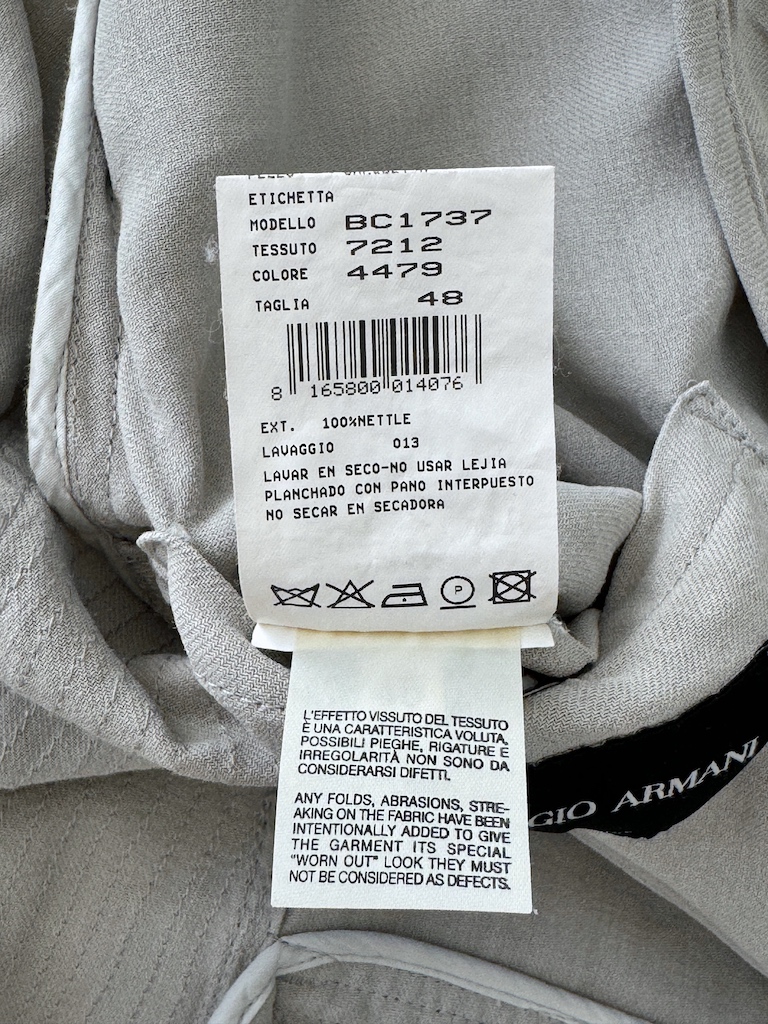 ETICHETTA
MODELLO BC1737
TESSUTO 7212
COLORE 4479
TAGLIA 48
8 165800 014076
EXT. 100%NETTLE
LAVAGGIO 013
LAVAR EN SECO-NO USAR LEJIA
PLANCHADO CON PANO INTERPUESTO
NO SECAR EN SECADORA
P
L'EFFETTO VISSUTO DEL TESSUTO
È UNA CARATTERISTICA VOLUTA,
POSSIBILI PIEGHE, RIGATURE E
IRREGOLARITÀ NON SONO DA
CONSIDERARSI DIFETTI.
ANY FOLDS, ABRASIONS, STRE-
AKING ON THE FABRIC HAVE BEEN
INTENTIONALLY ADDED TO GIVE
THE GARMENT ITS SPECIAL
"WORN OUT" LOOK THEY MUST
NOT BE CONSIDERED AS DEFECTS.
GIO ARMANI